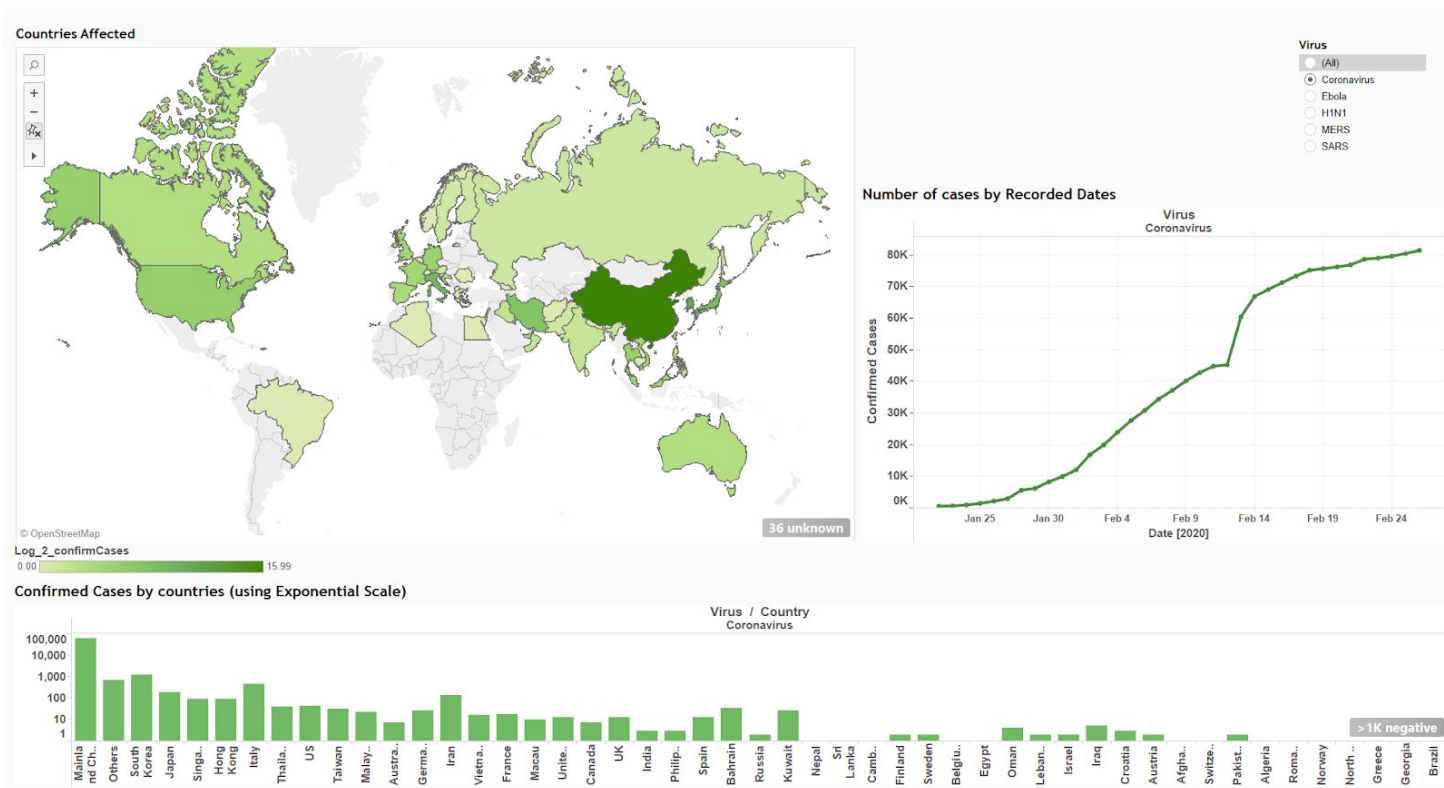 Countries Affected
© OpenStreetMap
36 unknown
Log_2_confirmCases
0.00 15.99
Virus
(All)
Coronavirus
Ebola
H1N1
MERS
SARS
Number of cases by Recorded Dates
Virus
Coronavirus
Confirmed Cases
80K
70K
60K
50K
40K
30K
20K
10K
0K
Jan 25 Jan 30 Feb 4 Feb 9 Feb 14 Feb 19 Feb 24
Date [2020]
Confirmed Cases by countries (using Exponential Scale)
Virus / Country
Coronavirus
100,000
10,000
1,000
100
10
1
>1K negative
Mainla
nd Ch..
Others
South
Korea
Japan
Singa..
Hong
Kong
Italy
Thaila..
US
Taiwan
Malay..
Austra..
Germa..
Iran
Vietna..
France
Macau
Unite..
Canada
UK
India
Philip..
Spain
Bahrain
Russia
Kuwait
Nepal
Sri
Lanka
Camb..
Finland
Sweden
Belgiu..
Egypt
Oman
Leban..
Israel
Iraq
Croatia
Austria
Afgha..
Switze..
Pakist..
Algeria
Roma..
Norway
North ..
Greece
Georgia
Brazil